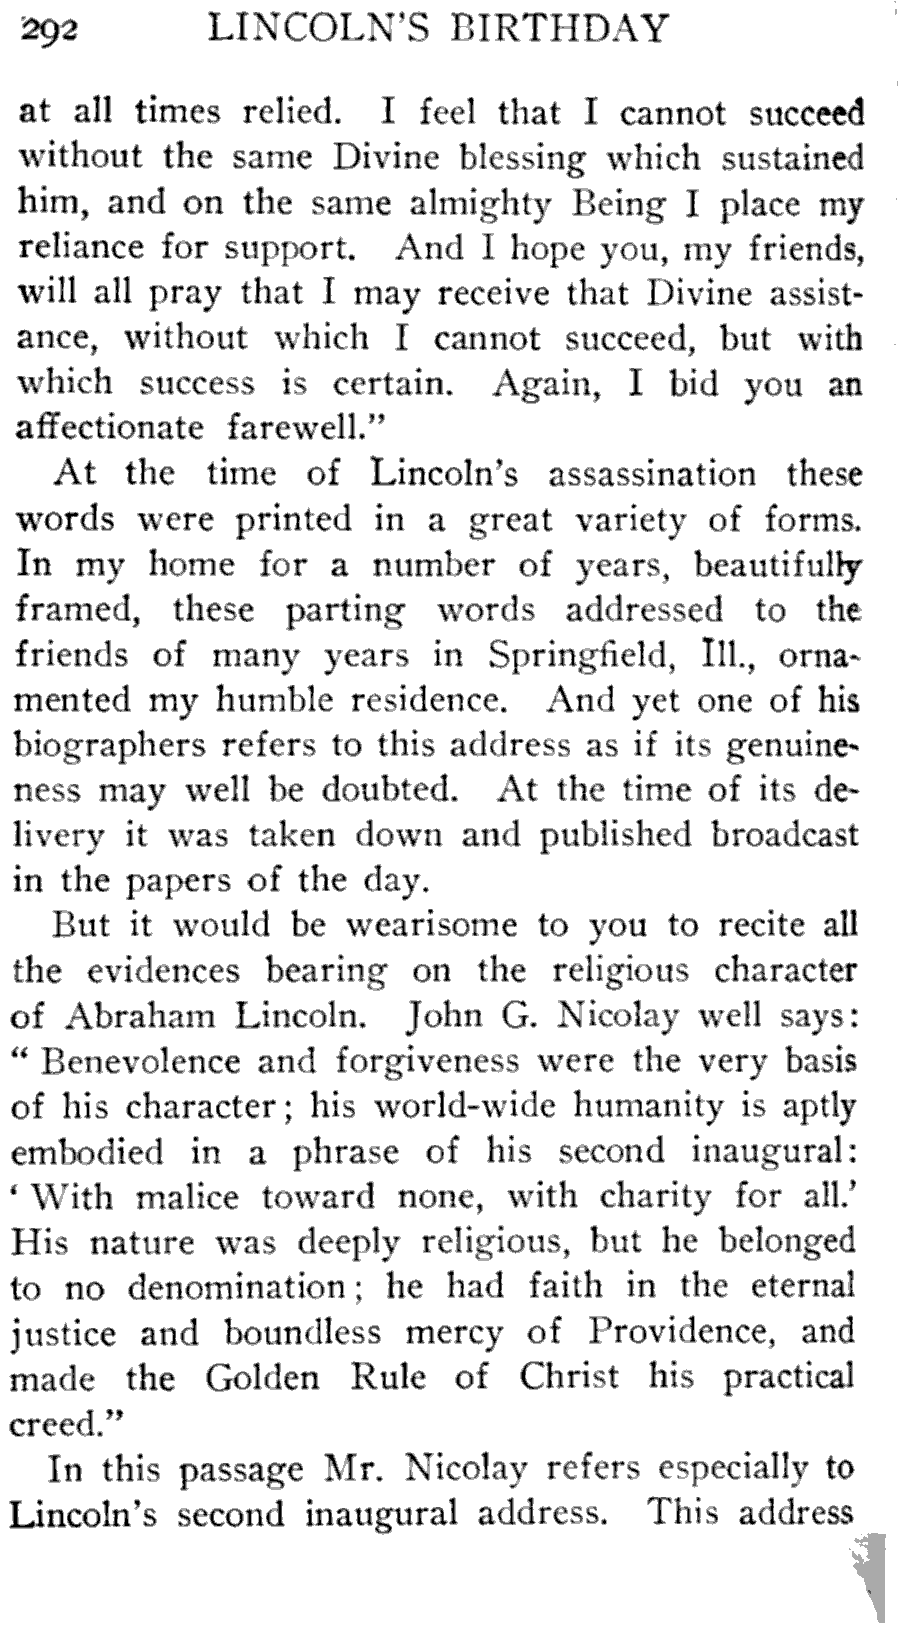 292 LINCOLN'S BIRTHDAY
at all times relied. I feel that I cannot succeed
without the same Divine blessing which sustained
him, and on the same almighty Being I place my
reliance for support. And I hope you, my friends,
will all pray that I may receive that Divine assist-
ance, without which I cannot succeed, but with
which success is certain. Again, I bid you an
affectionate farewell."
At the time of Lincoln's assassination these
words were printed in a great variety of forms.
In my home for a number of years, beautifully
framed, these parting words addressed to the
friends of many years in Springfield, Ill., orna-
mented my humble residence. And yet one of his
biographers refers to this address as if its genuine-
ness may well be doubted. At the time of its de-
livery it was taken down and published broadcast
in the papers of the day.
But it would be wearisome to you to recite all
the evidences bearing on the religious character
of Abraham Lincoln. John G. Nicolay well says:
" Benevolence and forgiveness were the very basis
of his character; his world-wide humanity is aptly
embodied in a phrase of his second inaugural:
' With malice toward none, with charity for all.'
His nature was deeply religious, but he belonged
to no denomination; he had faith in the eternal
justice and boundless mercy of Providence, and
made the Golden Rule of Christ his practical
creed."
In this passage Mr. Nicolay refers especially to
Lincoln's second inaugural address. This address